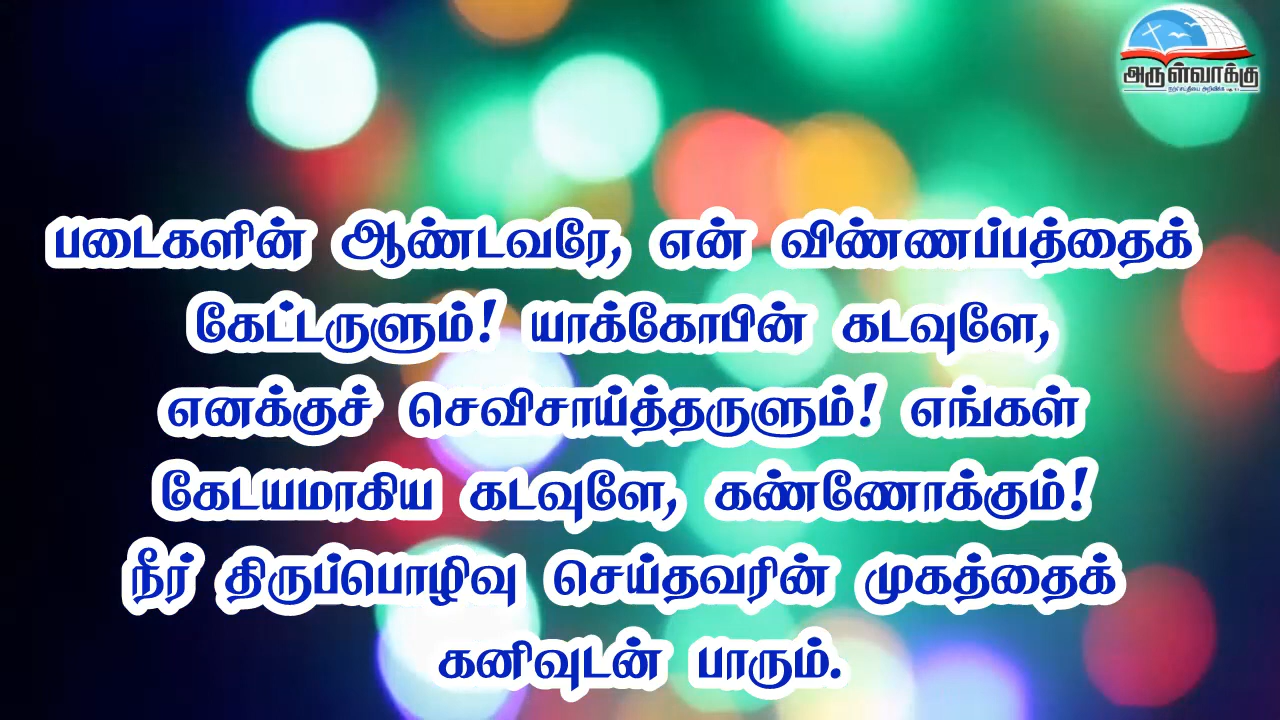 அருள்வாக்கு
படைகளின் ஆண்டவரே, என் விண்ணப்பத்தைக்
கேட்டருளும்! யாக்கோபின் கடவுளே,
எனக்குச் செவிசாய்த்தருளும்! எங்கள்
கேடயமாகிய கடவுளே, கண்ணோக்கும்!
நீர் திருப்பொழிவு செய்தவரின் முகத்தைக்
கனிவுடன் பாரும்.